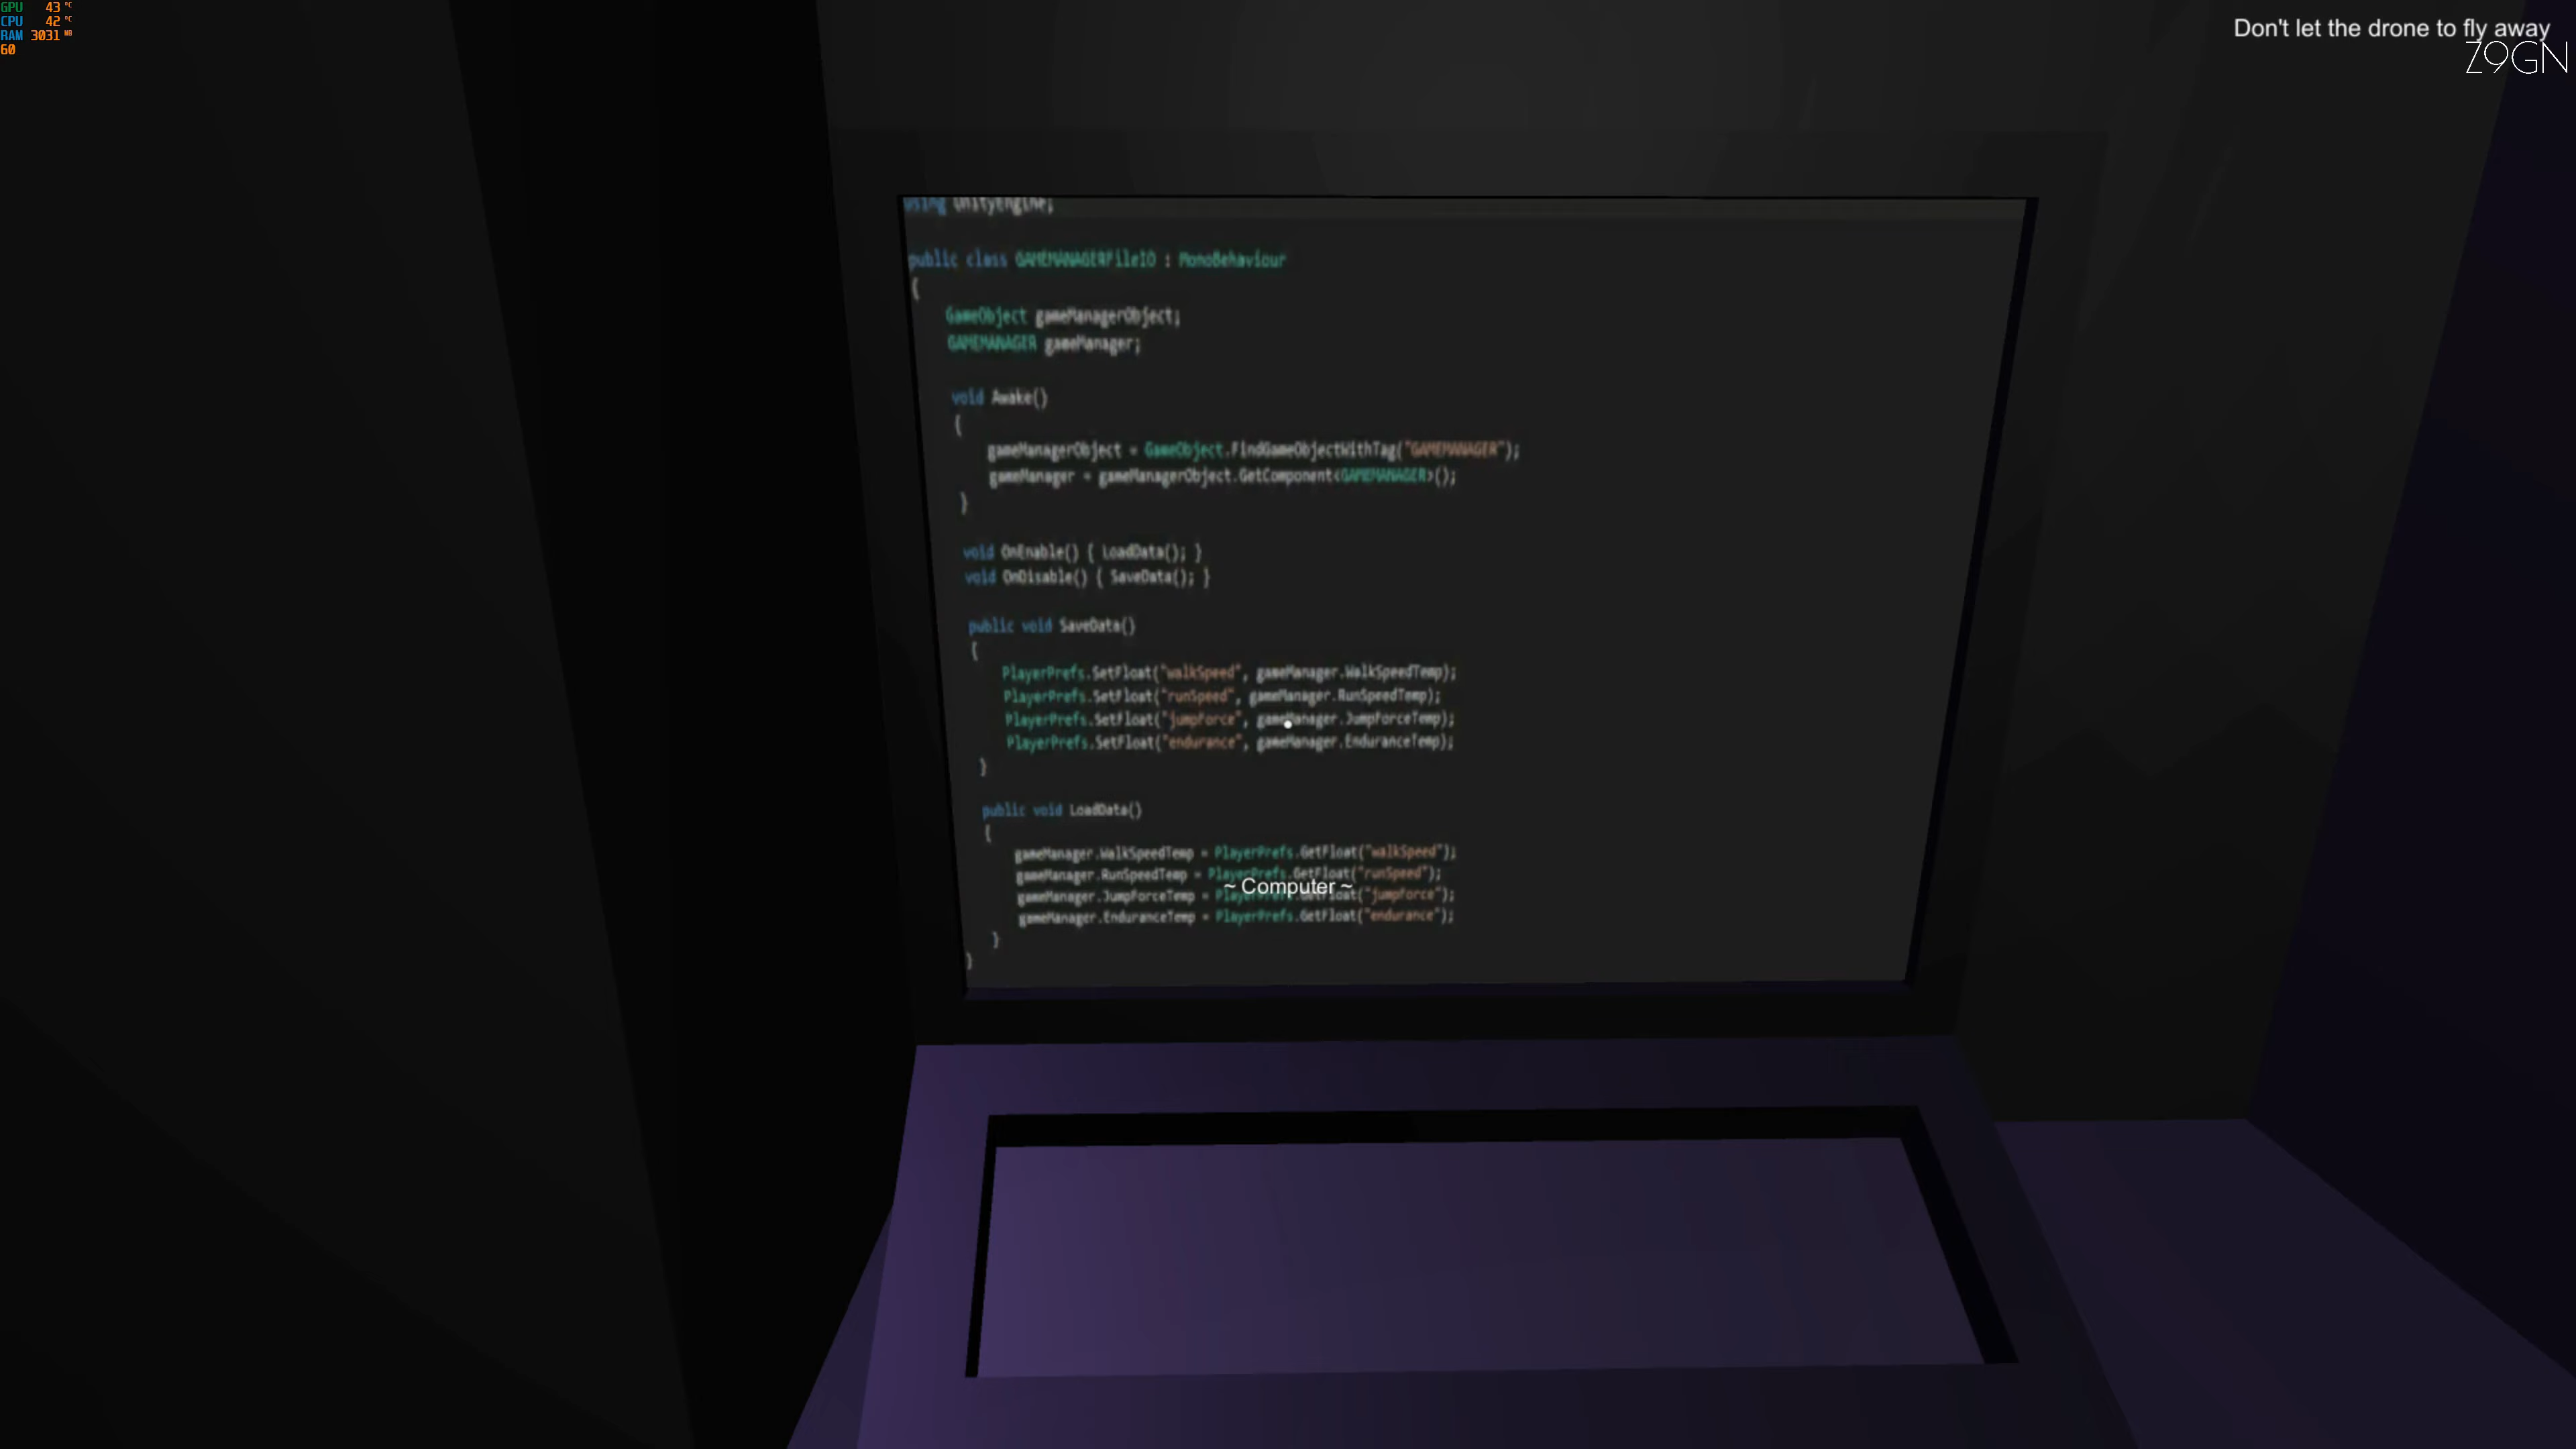 GPU 43 °C
CPU 42 °C
RAM 3031 MB
60
Don't let the drone to fly away
Z9GN
using UnityEngine;
public class GAMEMANAGERFileIO : MonoBehaviour
{
GameObject gameManagerObject;
GAMEMANAGER gameManager;
void Awake()
{
gameManagerObject = GameObject.FindGameObjectWithTag("GAMEMANAGER");
gameManager = gameManagerObject.GetComponent<GAMEMANAGER>();
}
void OnEnable() { LoadData(); }
void OnDisable() { SaveData(); }
public void SaveData()
{
PlayerPrefs.SetFloat("walkSpeed", gameManager.WalkSpeedTemp);
PlayerPrefs.SetFloat("runSpeed", gameManager.RunSpeedTemp);
PlayerPrefs.SetFloat("jumpForce", gameManager.JumpForceTemp);
PlayerPrefs.SetFloat("endurance", gameManager.EnduranceTemp);
}
public void LoadData()
{
gameManager.WalkSpeedTemp = PlayerPrefs.GetFloat("walkSpeed");
gameManager.RunSpeedTemp = PlayerPrefs.GetFloat("runSpeed");
~ Computer ~
gameManager.JumpForceTemp = PlayerPrefs.GetFloat("jumpForce");
gameManager.EnduranceTemp = PlayerPrefs.GetFloat("endurance");
}
}